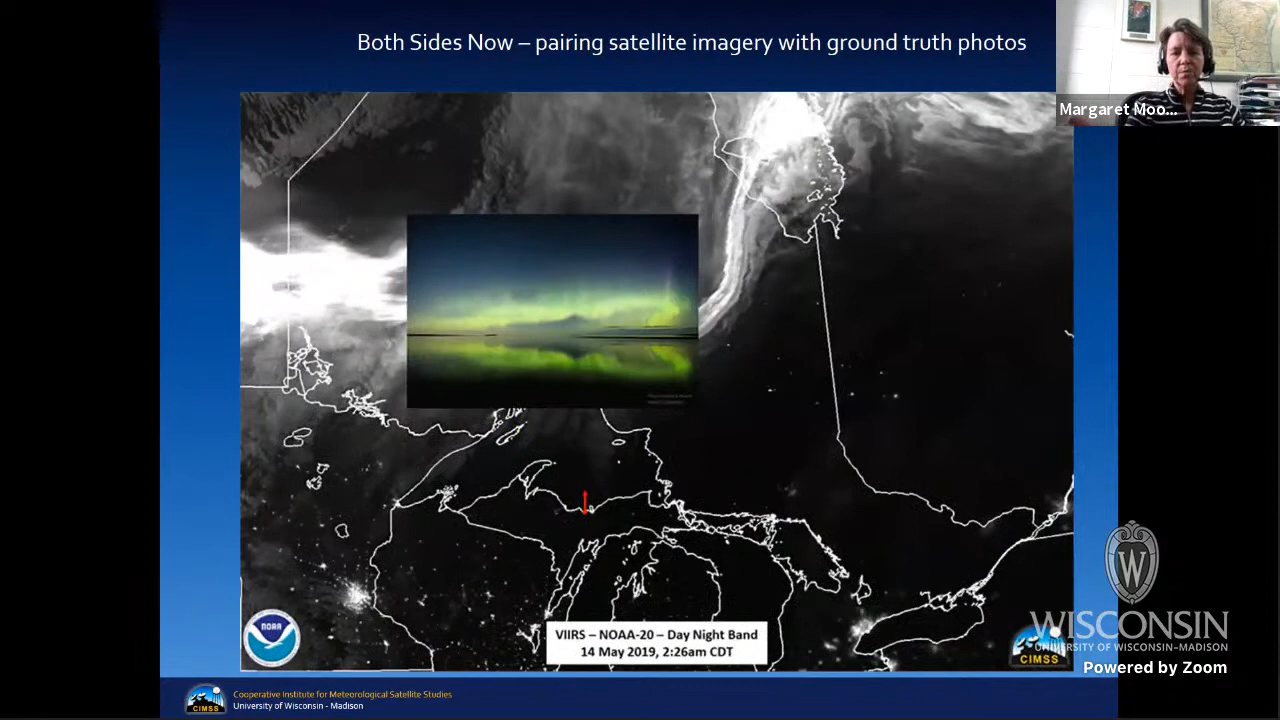 Both Sides Now – pairing satellite imagery with ground truth photos
Margaret Moo...
NOAA
VIIRS – NOAA-20 – Day Night Band
14 May 2019, 2:26am CDT
CIMSS
W
WISCONSIN
UNIVERSITY OF WISCONSIN–MADISON
Powered by Zoom
CIMSS
Cooperative Institute for Meteorological Satellite Studies
University of Wisconsin - Madison